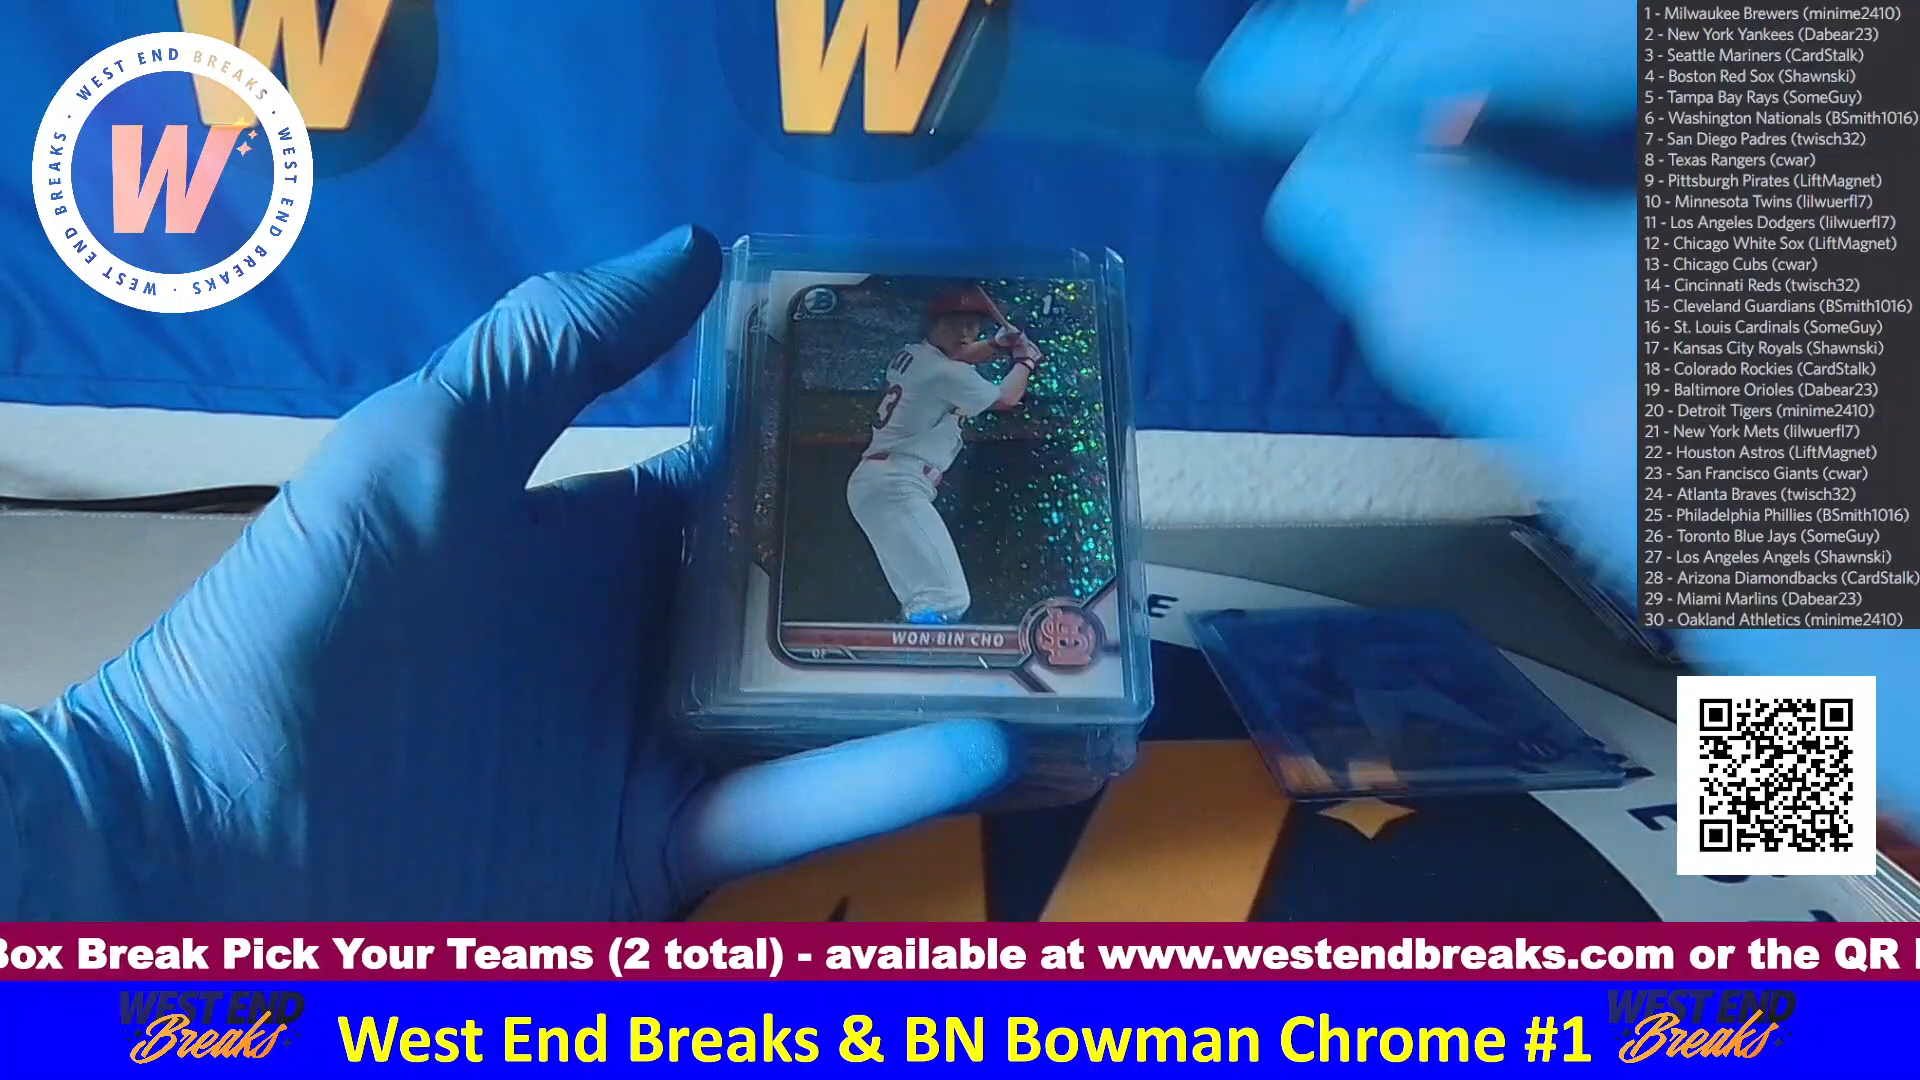 WEST END BREAKS · WEST END BREAKS · WEST END BREAKS ·
W
W
W
1 - Milwaukee Brewers (minime2410)
2 - New York Yankees (Dabear23)
3 - Seattle Mariners (CardStalk)
4 - Boston Red Sox (Shawnski)
5 - Tampa Bay Rays (SomeGuy)
6 - Washington Nationals (BSmith1016)
7 - San Diego Padres (twisch32)
8 - Texas Rangers (cwar)
9 - Pittsburgh Pirates (LiftMagnet)
10 - Minnesota Twins (lilwuerfl7)
11 - Los Angeles Dodgers (lilwuerfl7)
12 - Chicago White Sox (LiftMagnet)
13 - Chicago Cubs (cwar)
14 - Cincinnati Reds (twisch32)
15 - Cleveland Guardians (BSmith1016)
16 - St. Louis Cardinals (SomeGuy)
17 - Kansas City Royals (Shawnski)
18 - Colorado Rockies (CardStalk)
19 - Baltimore Orioles (Dabear23)
20 - Detroit Tigers (minime2410)
21 - New York Mets (lilwuerfl7)
22 - Houston Astros (LiftMagnet)
23 - San Francisco Giants (cwar)
24 - Atlanta Braves (twisch32)
25 - Philadelphia Phillies (BSmith1016)
26 - Toronto Blue Jays (SomeGuy)
27 - Los Angeles Angels (Shawnski)
28 - Arizona Diamondbacks (CardStalk)
29 - Miami Marlins (Dabear23)
30 - Oakland Athletics (minime2410)
1st
3
WON-BIN CHO
OF
Box Break Pick Your Teams (2 total) - available at www.westendbreaks.com or the QR
WEST END
Breaks
West End Breaks & BN Bowman Chrome #1
WEST END
Breaks